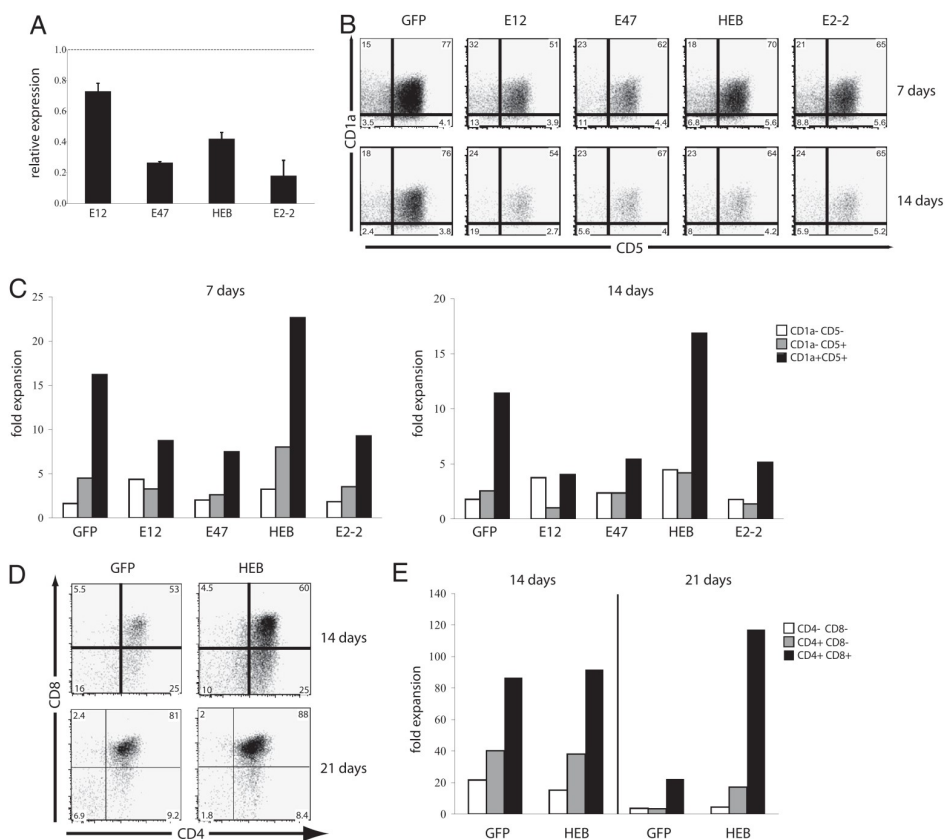 A
1.0
0.8
0.6
0.4
0.2
0.0
relative expression
E12 E47 HEB E2-2
B
GFP E12 E47 HEB E2-2
15 77 32 51 23 62 18 70 21 65
3.5 4.1 13 3.9 11 4.4 6.8 5.6 8.8 5.6
7 days
18 76 24 54 23 67 23 64 24 65
2.4 3.8 19 2.7 5.6 4 8 4.2 5.9 5.2
14 days
CD1a
CD5
C
7 days
25
20
15
10
5
0
fold expansion
GFP E12 E47 HEB E2-2
14 days
20
15
10
5
0
fold expansion
GFP E12 E47 HEB E2-2
CD1a- CD5-
CD1a- CD5+
CD1a+CD5+
D
GFP HEB
5.5 53 4.5 60
16 25 10 25
14 days
2.4 81 2 88
6.9 9.2 1.8 8.4
21 days
CD8
CD4
E
14 days 21 days
140
120
100
80
60
40
20
0
fold expansion
GFP HEB GFP HEB
CD4- CD8-
CD4+ CD8-
CD4+ CD8+